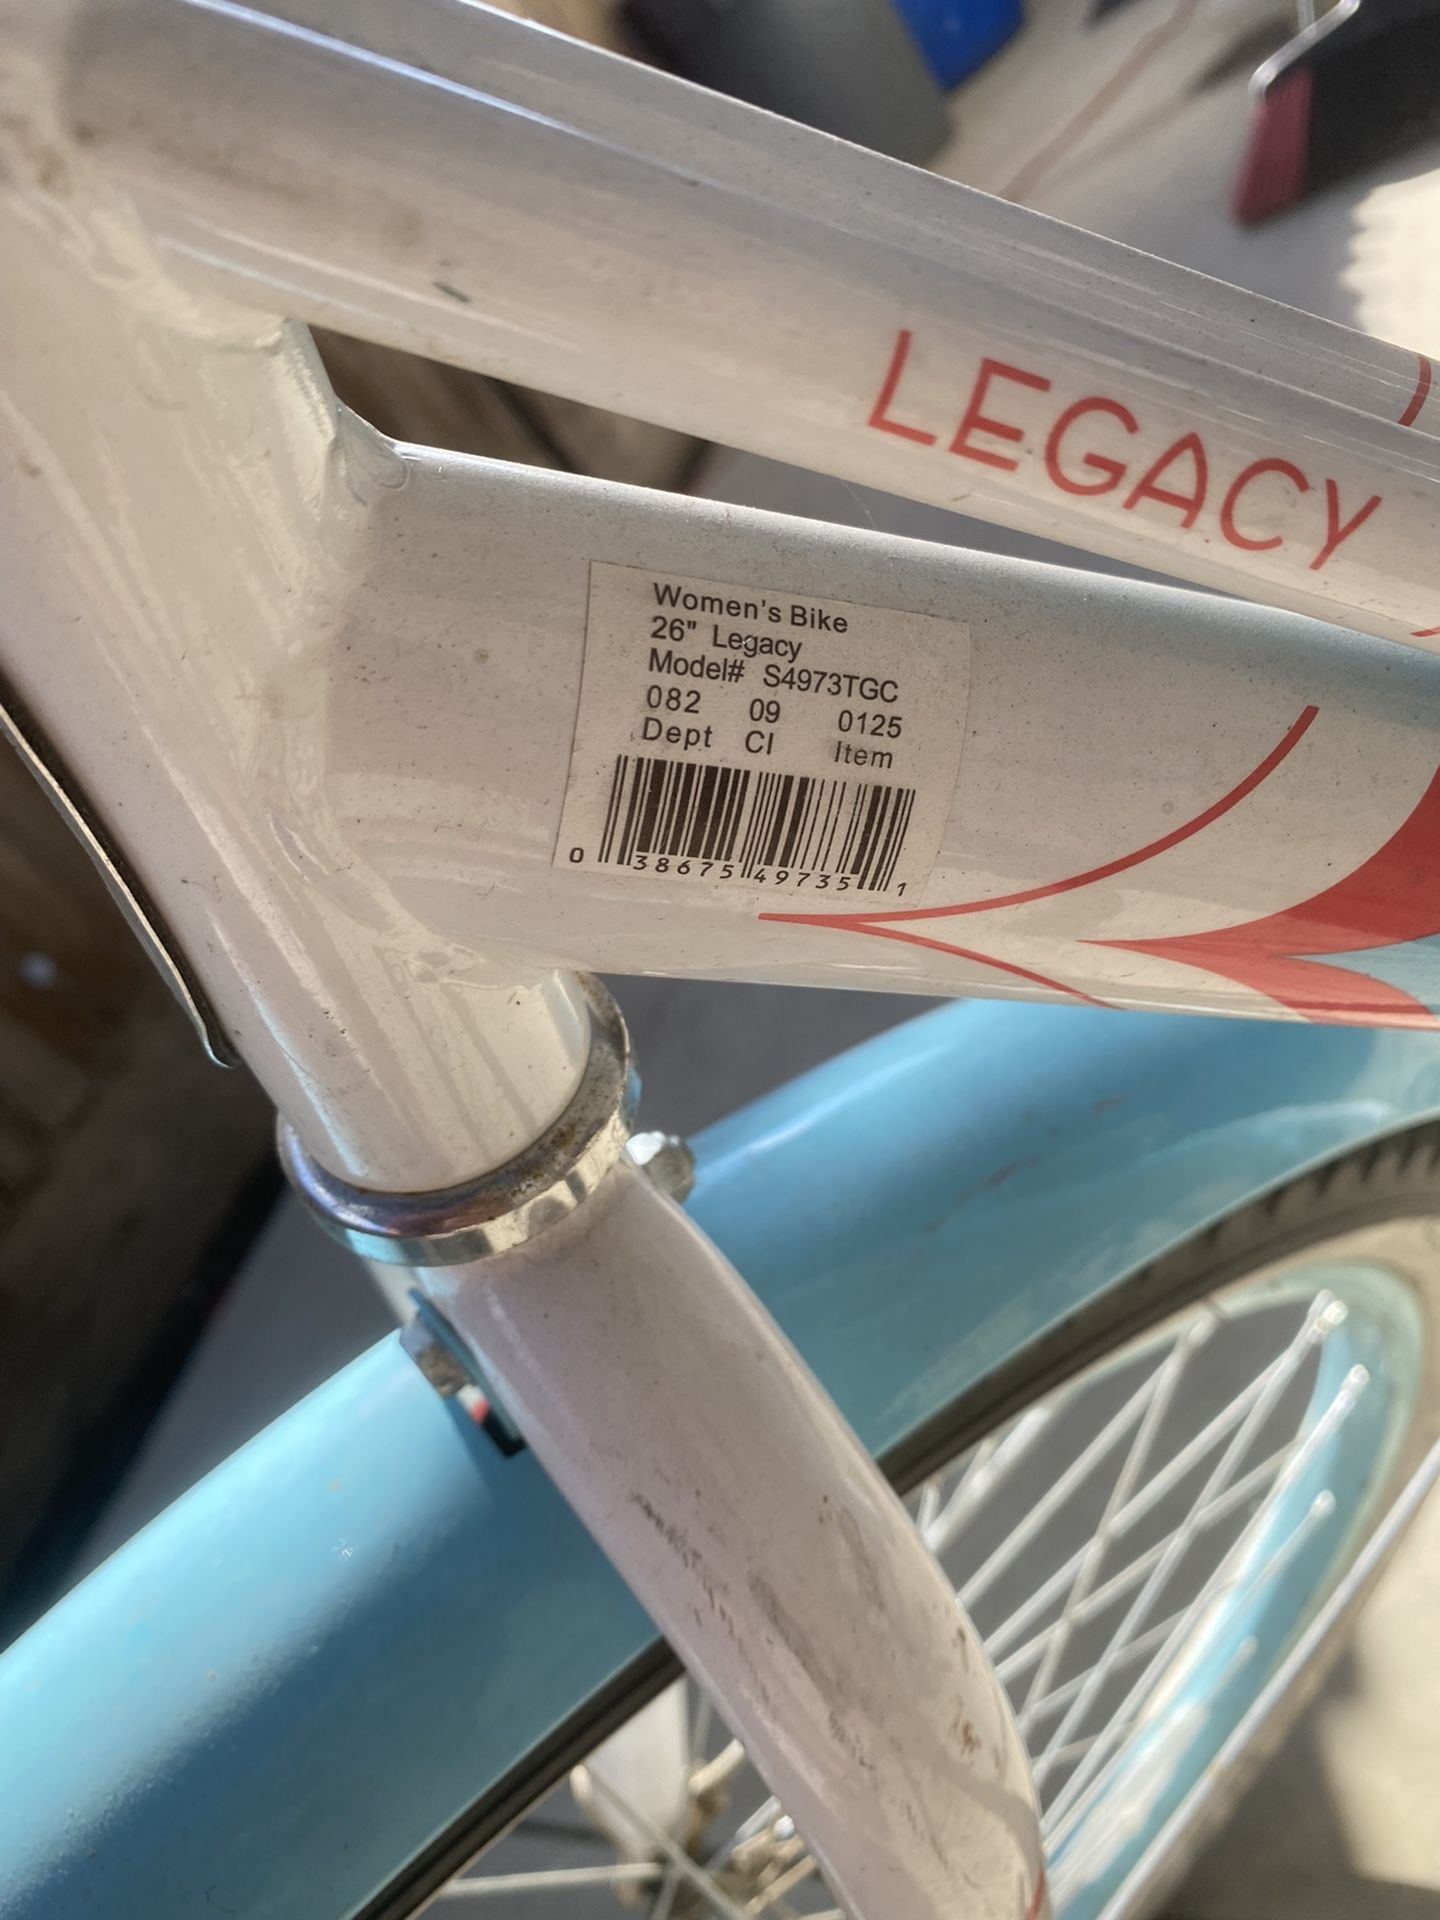 LEGACY
Women's Bike
26" Legacy
Model# S4973TGC
082 09 0125
Dept Cl Item
0 38675 49735 1